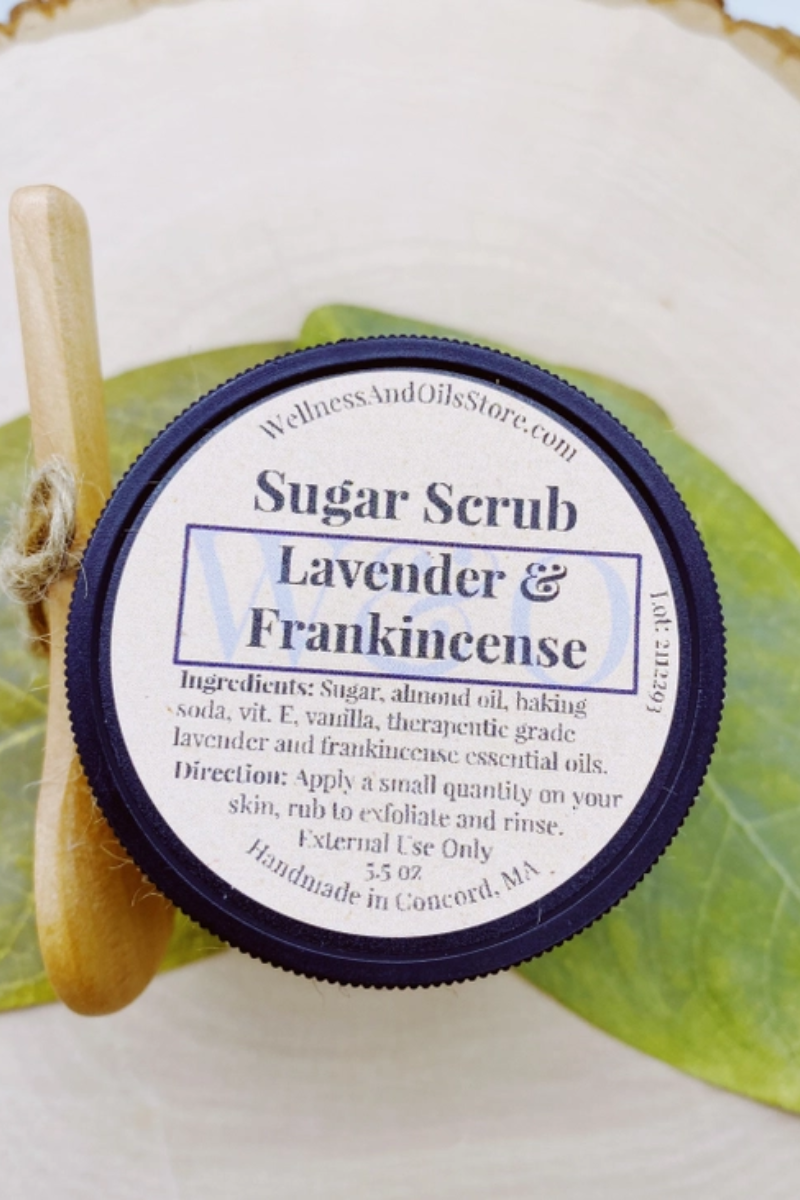 WellnessAndOilsStore.com
Sugar Scrub
Lavender &
Frankincense
Ingredients: Sugar, almond oil, baking
soda, vit. E, vanilla, therapeutic grade
lavender and frankincense essential oils.
Direction: Apply a small quantity on your
skin, rub to exfoliate and rinse.
External Use Only
3.5 oz
Handmade in Concord, MA
Lot: 2112293
W&O